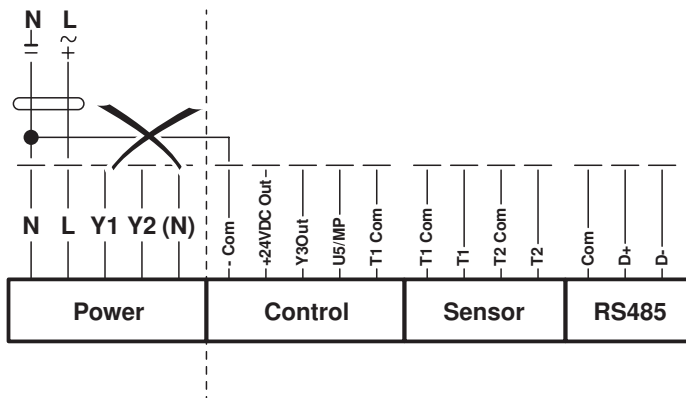 N L
N L Y1 Y2 (N)
- Com
+24VDC Out
Y3Out
U5/MP
T1 Com
T1 Com
T1
T2 Com
T2
Com
D+
D-
Power
Control
Sensor
RS485